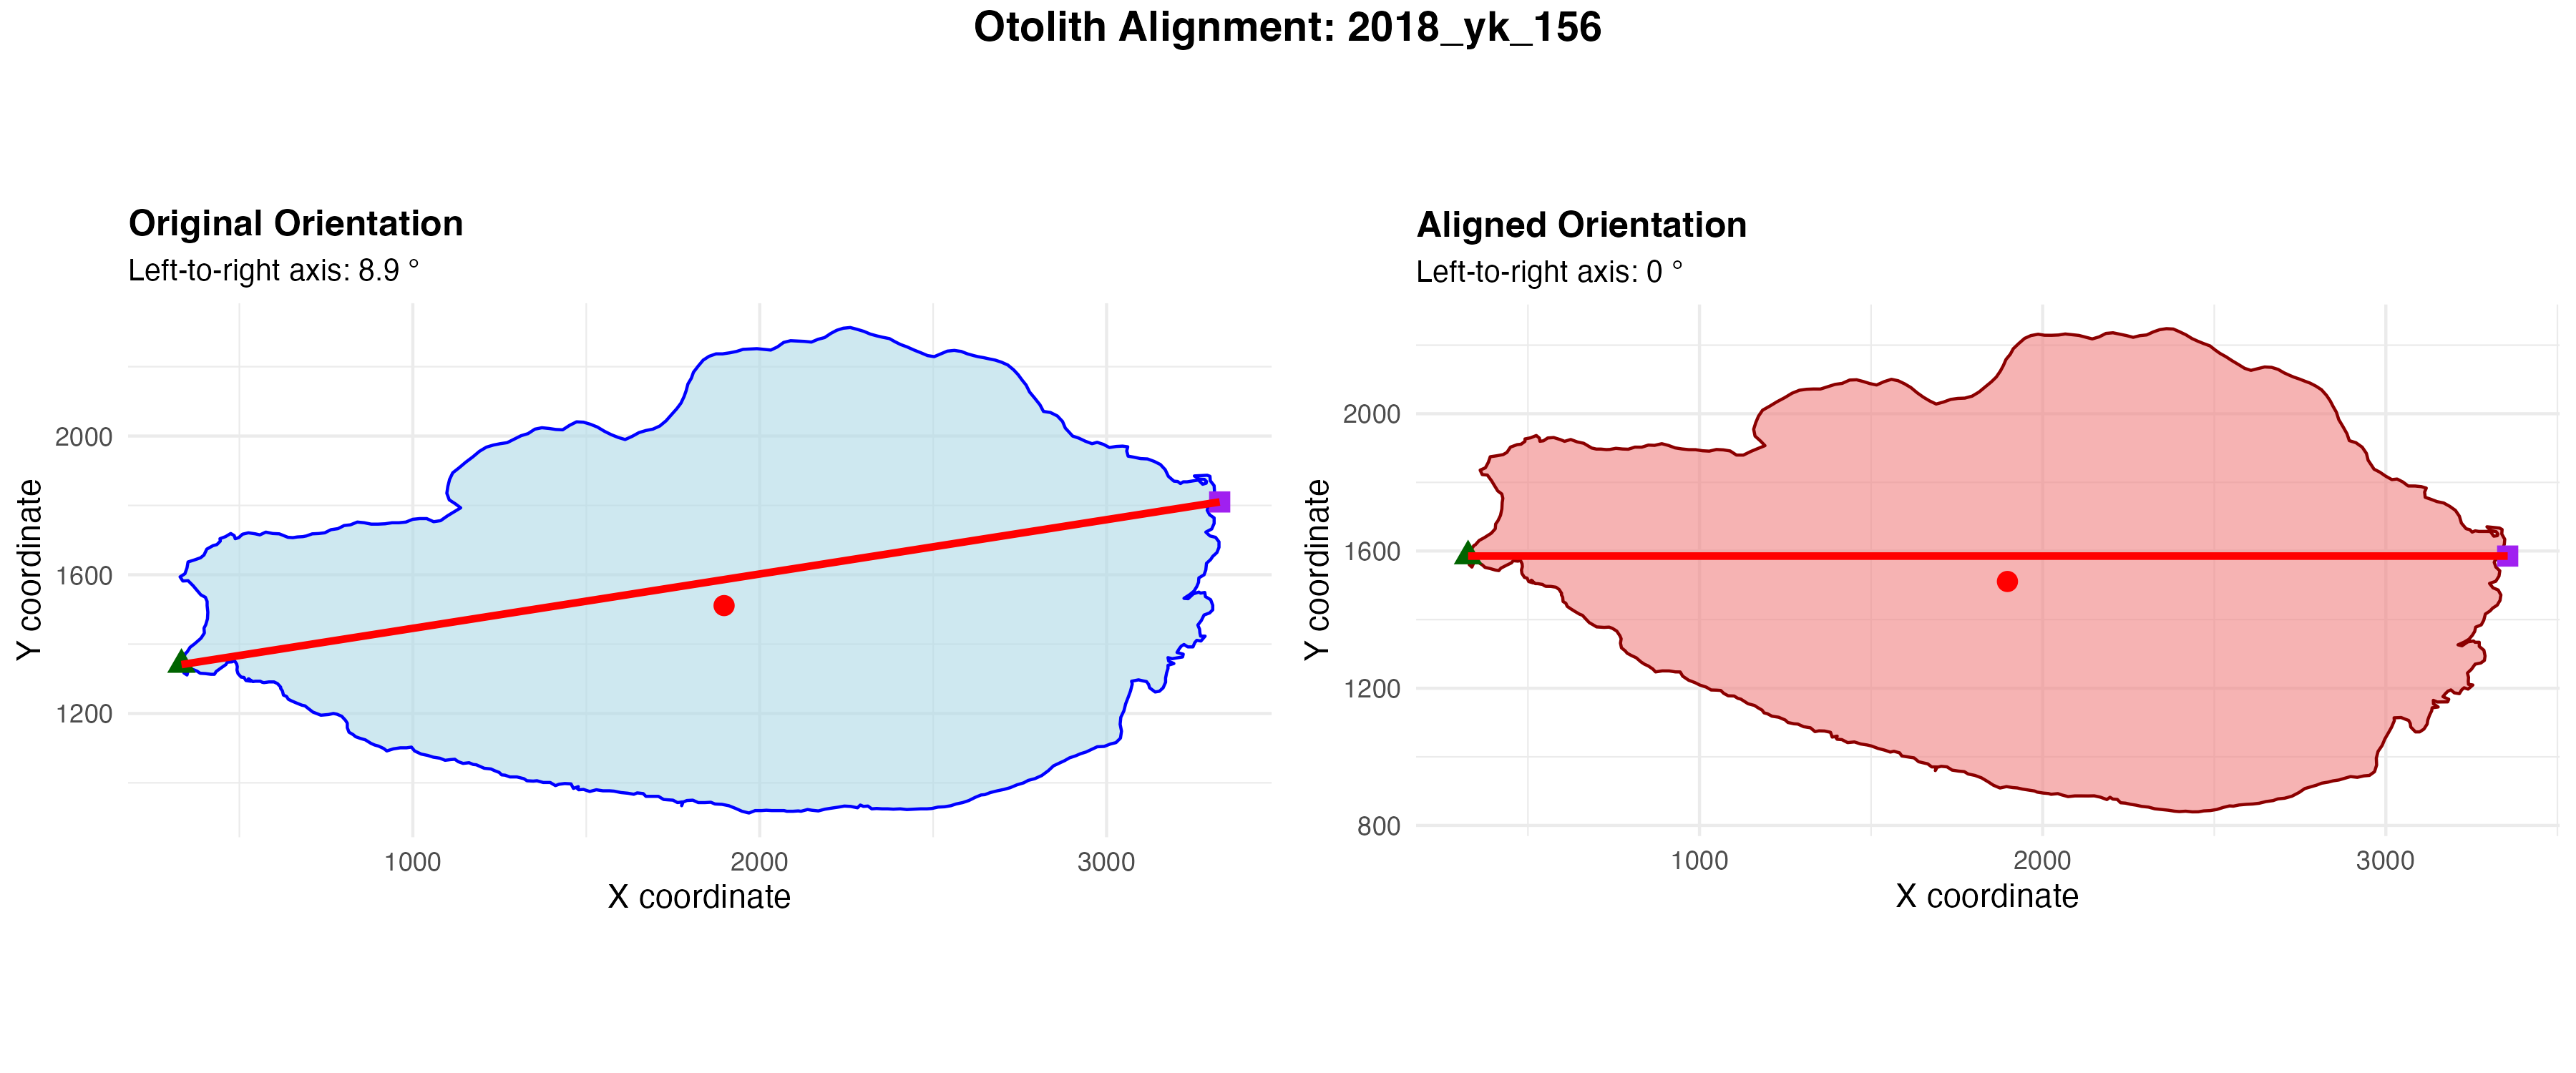 Otolith Alignment: 2018_yk_156
Original Orientation
Left-to-right axis: 8.9 °
2000
1600
1200
Y coordinate
1000
2000
3000
X coordinate
Aligned Orientation
Left-to-right axis: 0 °
2000
1600
1200
800
Y coordinate
1000
2000
3000
X coordinate